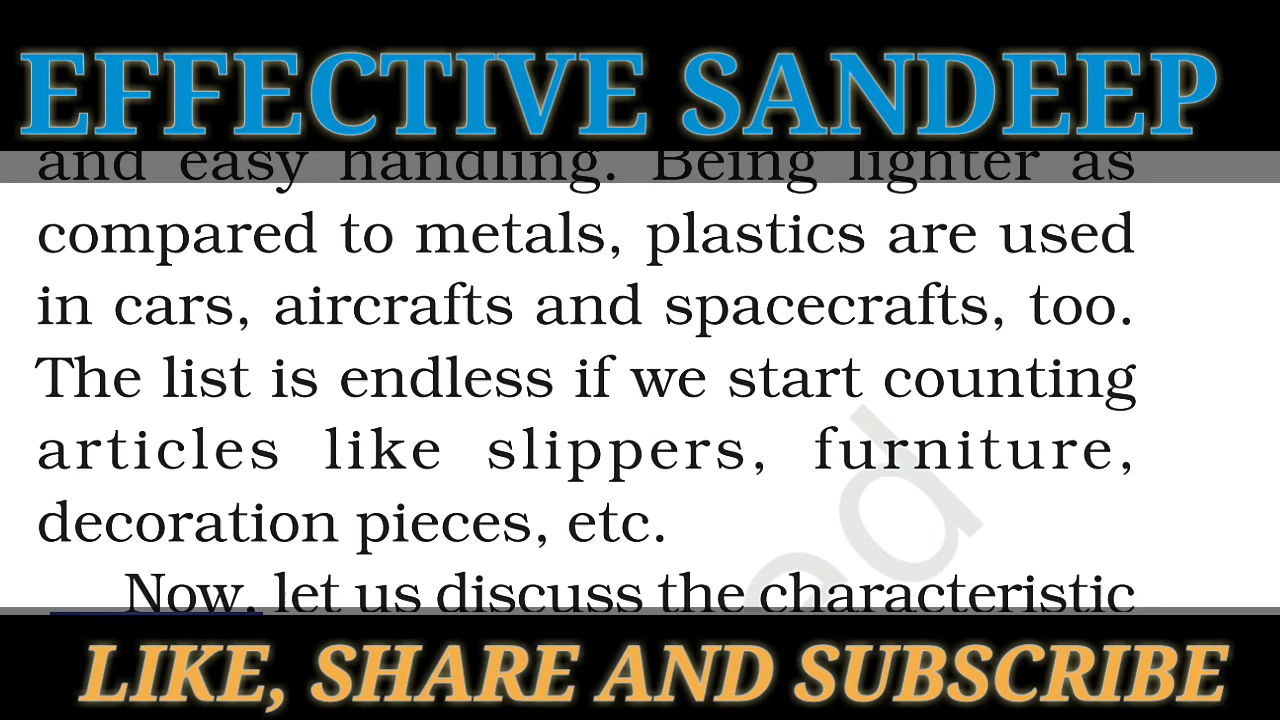 EFFECTIVE SANDEEP
and easy handling. Being lighter as
compared to metals, plastics are used
in cars, aircrafts and spacecrafts, too.
The list is endless if we start counting
articles like slippers, furniture,
decoration pieces, etc.
Now, let us discuss the characteristic
LIKE, SHARE AND SUBSCRIBE